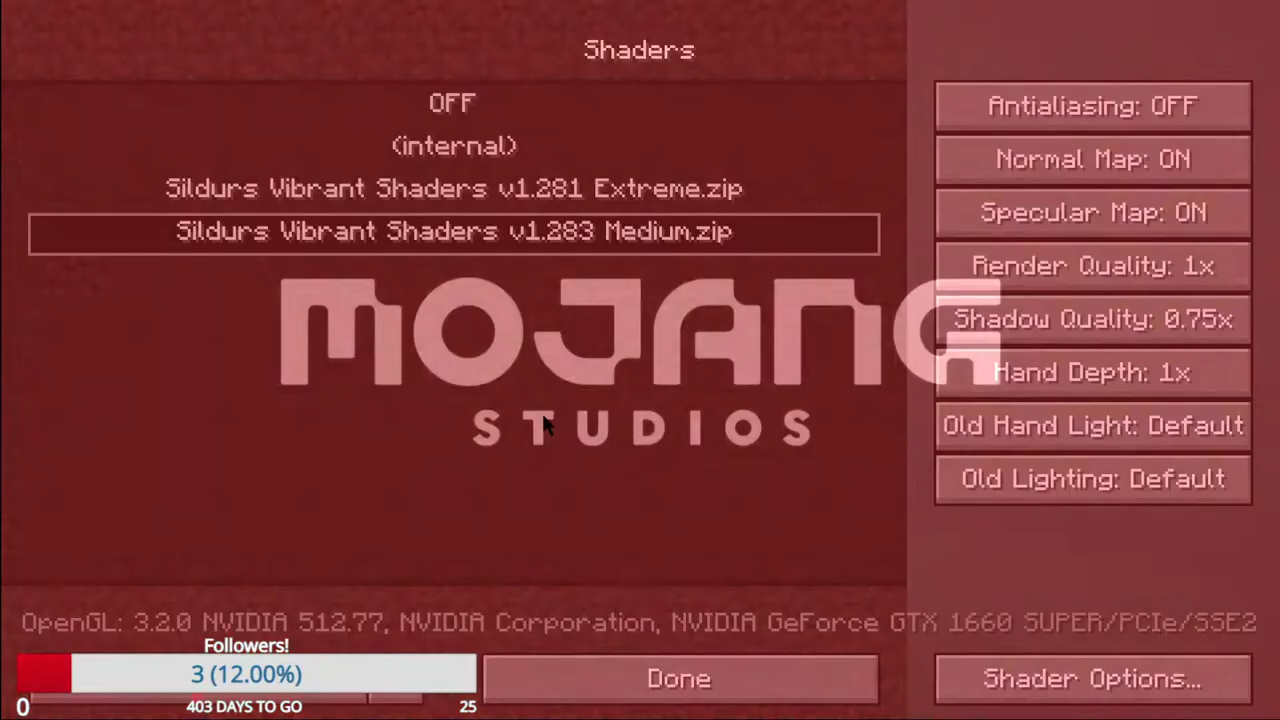 Shaders
OFF
(internal)
Sildurs Vibrant Shaders v1.281 Extreme.zip
Sildurs Vibrant Shaders v1.283 Medium.zip
MOJANG
STUDIOS
Antialiasing: OFF
Normal Map: ON
Specular Map: ON
Render Quality: 1x
Shadow Quality: 0.75x
Hand Depth: 1x
Old Hand Light: Default
Old Lighting: Default
OpenGL: 3.2.0 NVIDIA 512.77, NVIDIA Corporation, NVIDIA GeForce GTX 1660 SUPER/PCIe/SSE2
Followers!
3 (12.00%)
0
403 DAYS TO GO
25
Done
Shader Options...